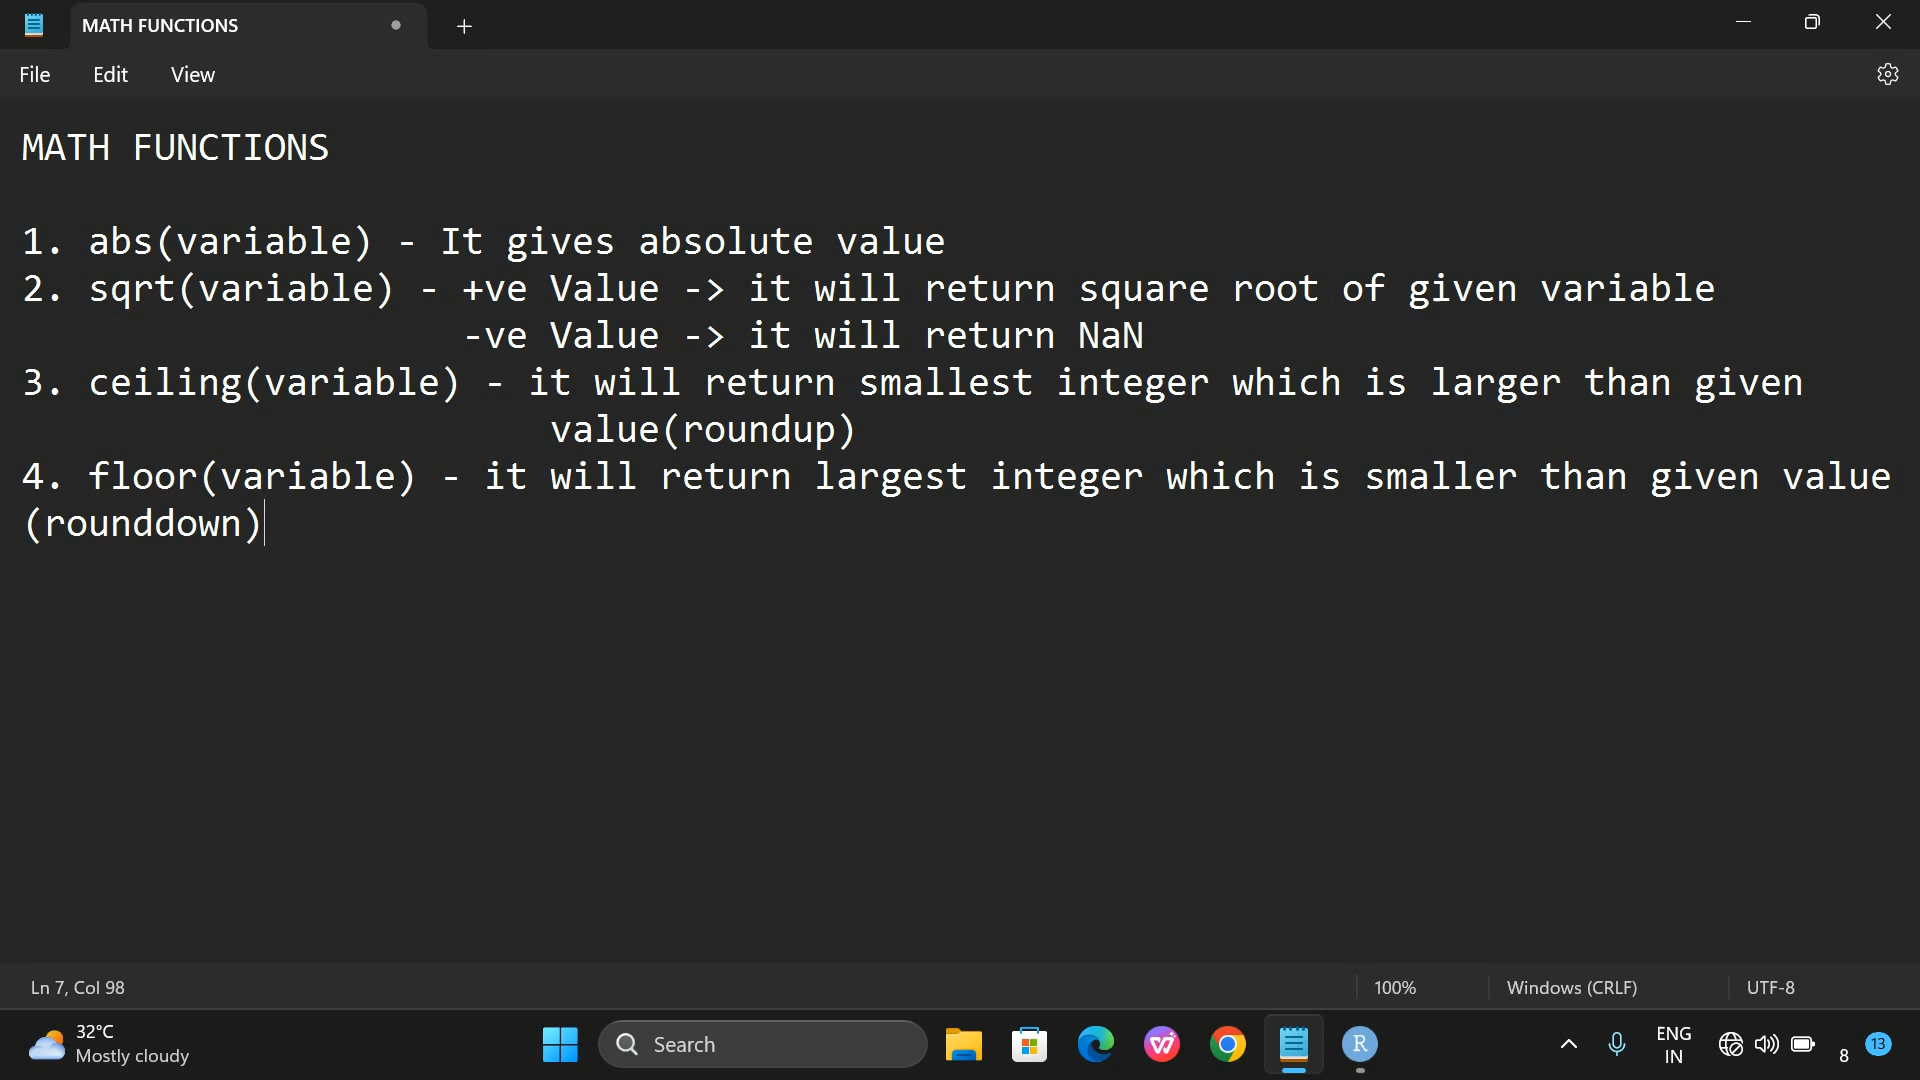 MATH FUNCTIONS
File Edit View
MATH FUNCTIONS
1. abs(variable) - It gives absolute value
2. sqrt(variable) - +ve Value -> it will return square root of given variable
-ve Value -> it will return NaN
3. ceiling(variable) - it will return smallest integer which is larger than given
value(roundup)
4. floor(variable) - it will return largest integer which is smaller than given value
(rounddown)
Ln 7, Col 98 100% Windows (CRLF) UTF-8
32°C
Mostly cloudy
Search
R
ENG
IN
8
13